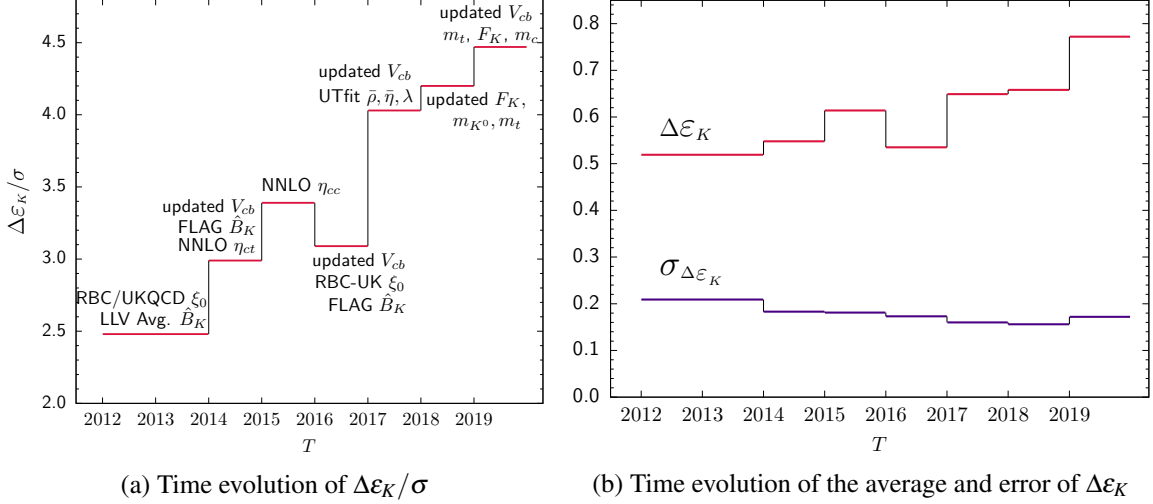 updated V_cb
m_t, F_K, m_c
4.5
updated V_cb
UTfit ρ̄, η̄, λ
updated F_K,
m_K⁰, m_t
4.0
Δε_K/σ
3.5
NNLO η_cc
updated V_cb
FLAG B̂_K
NNLO η_ct
3.0
updated V_cb
RBC-UK ξ_0
FLAG B̂_K
RBC/UKQCD ξ_0
LLV Avg. B̂_K
2.5
2.0
2012 2013 2014 2015 2016 2017 2018 2019
T
(a) Time evolution of Δε_K/σ
0.8
0.7
0.6
Δε_K
0.5
0.4
0.3
σ_Δε_K
0.2
0.1
0.0
2012 2013 2014 2015 2016 2017 2018 2019
T
(b) Time evolution of the average and error of Δε_K